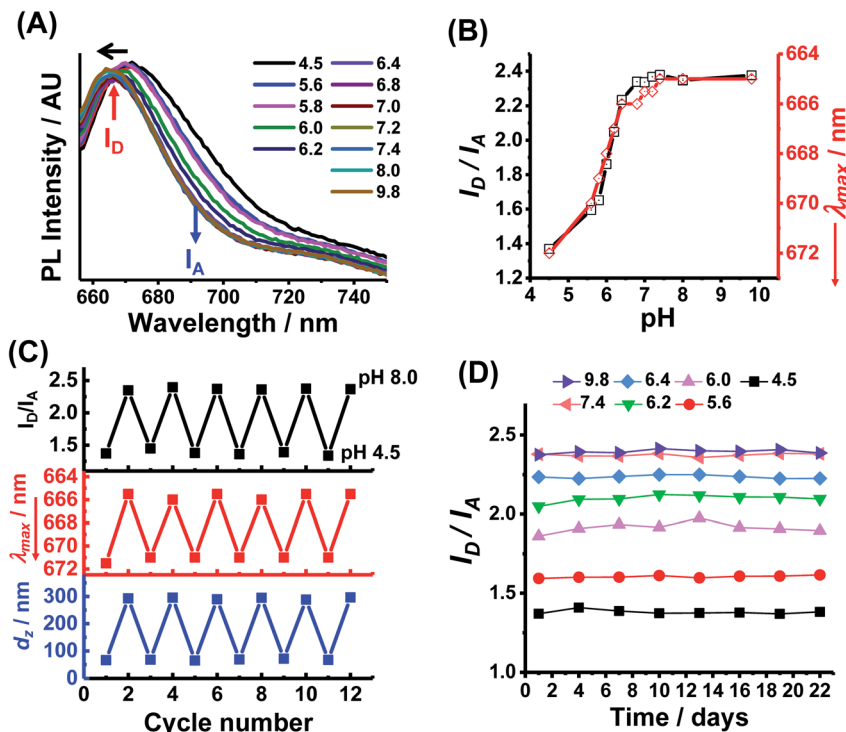 (A)
PL Intensity / AU
I_D
I_A
4.5
5.6
5.8
6.0
6.2
6.4
6.8
7.0
7.2
7.4
8.0
9.8
660 680 700 720 740
Wavelength / nm
(B)
I_D / I_A
2.4
2.2
2.0
1.8
1.6
1.4
1.2
4 5 6 7 8 9 10
pH
664
666
668
670
672
λmax / nm
(C)
I_D/I_A
2.5
2.0
1.5
pH 8.0
pH 4.5
λmax / nm
664
666
668
670
672
d_z / nm
300
200
100
0
0 2 4 6 8 10 12
Cycle number
(D)
9.8 6.4 6.0 4.5
7.4 6.2 5.6
I_D / I_A
2.5
2.0
1.5
1.0
0 2 4 6 8 10 12 14 16 18 20 22
Time / days